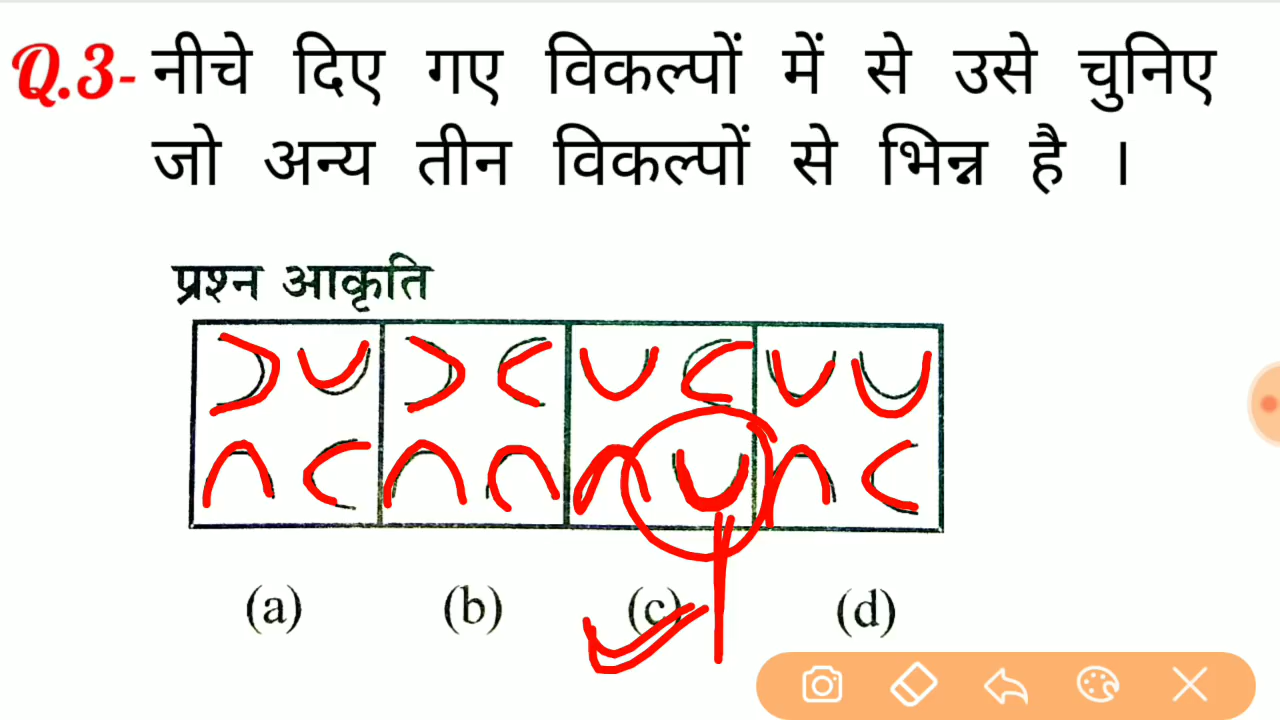 Q.3- नीचे दिए गए विकल्पों में से उसे चुनिए
जो अन्य तीन विकल्पों से भिन्न है ।
प्रश्न आकृति
(a) (b) (c) (d)